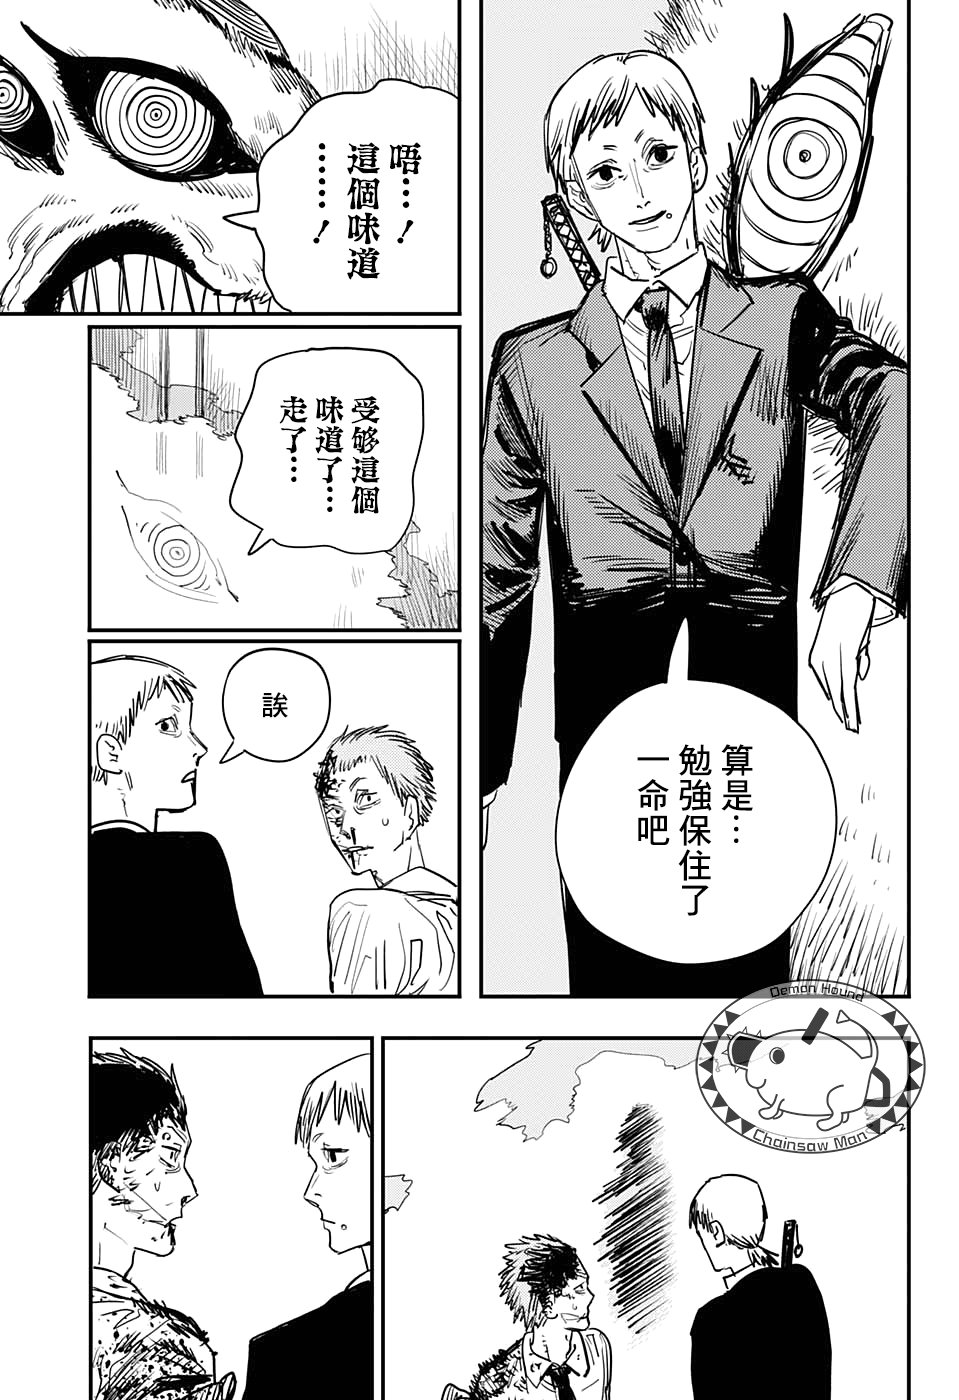 算是…
勉強保住了
一命吧
唔…！
這個味道
……！
受够這個
味道了…
走了…
誒
Demon Hound
Chainsaw Man